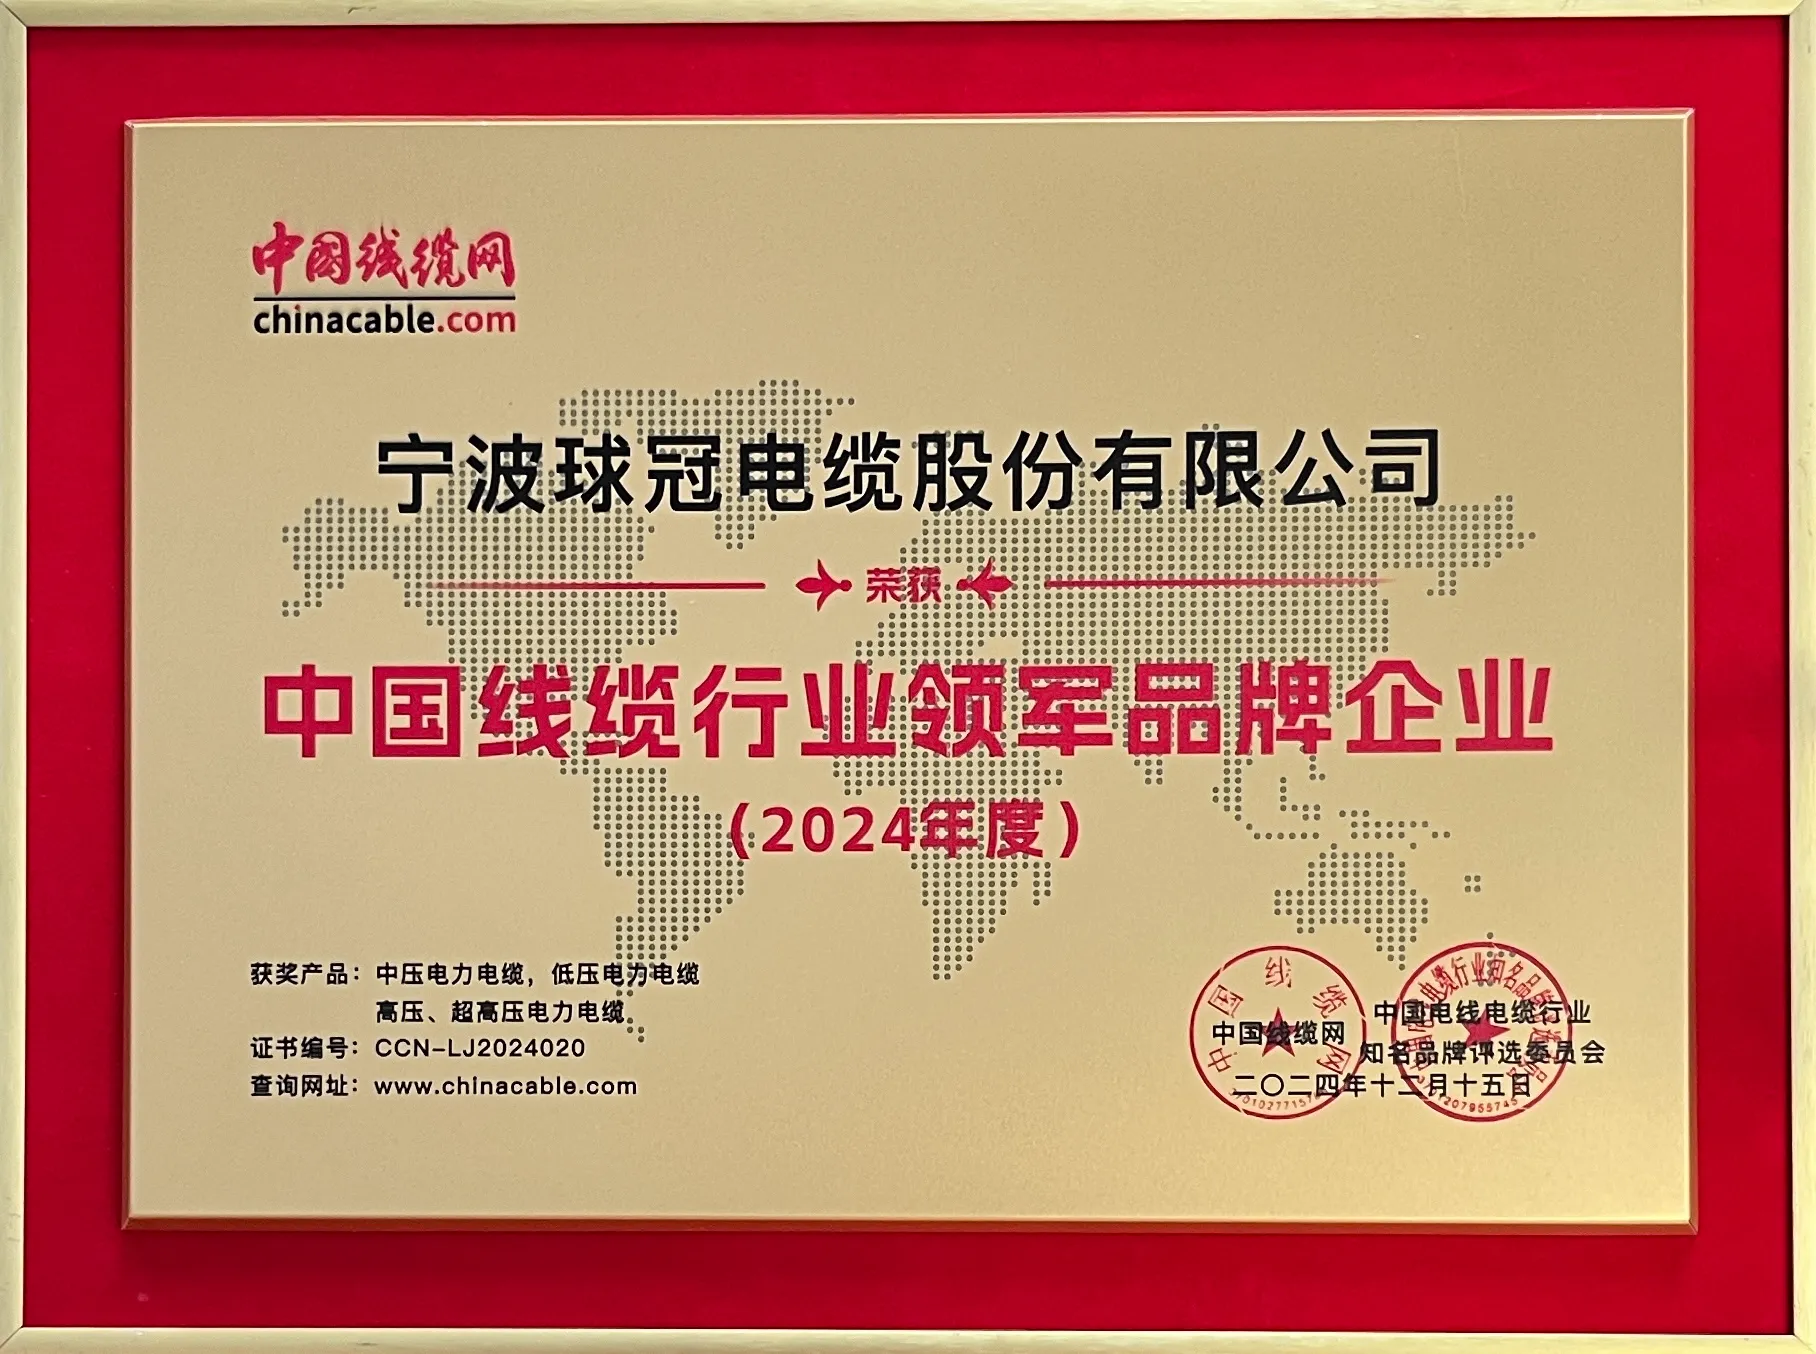 中国线缆网
chinacable.com
宁波球冠电缆股份有限公司
荣获
中国线缆行业领军品牌企业
（2024年度）
获奖产品：中压电力电缆，低压电力电缆
高压、超高压电力电缆
证书编号：CCN-LJ2024020
查询网址：www.chinacable.com
中国线缆网
中国电线电缆行业
中国线缆网
知名品牌评选委员会
二〇二四年十二月十五日